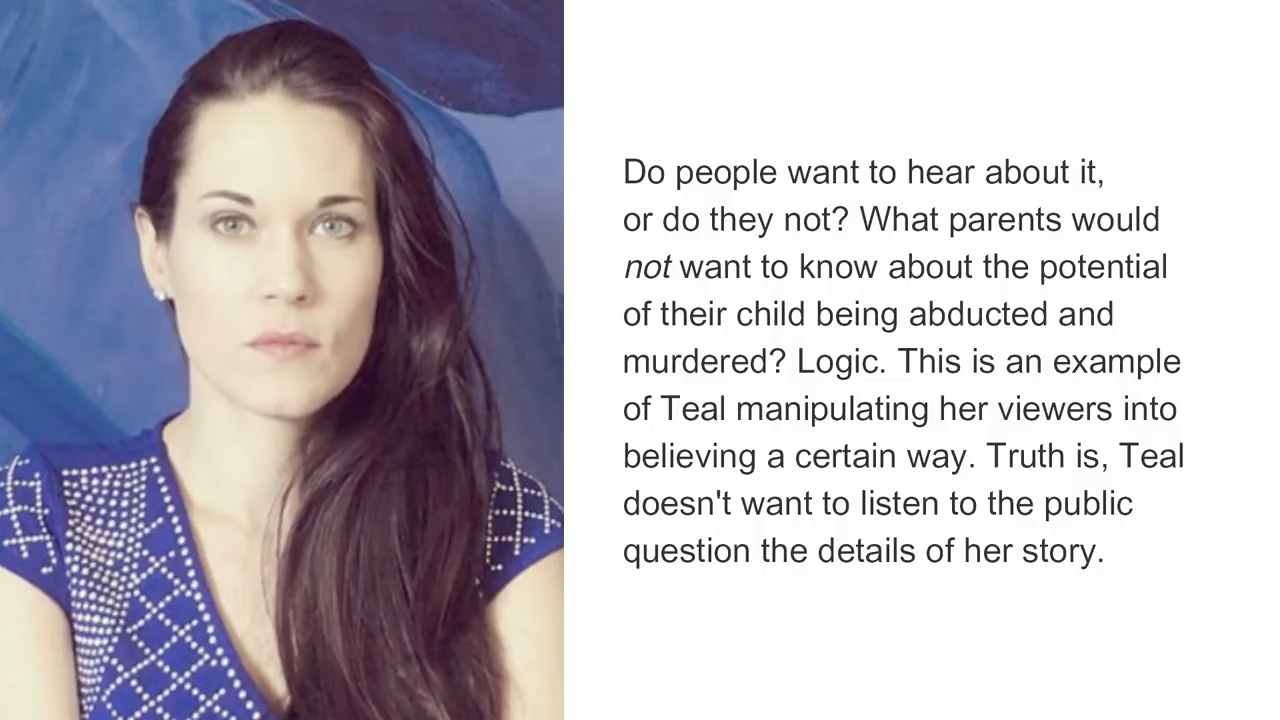 Do people want to hear about it,
or do they not? What parents would
not want to know about the potential
of their child being abducted and
murdered? Logic. This is an example
of Teal manipulating her viewers into
believing a certain way. Truth is, Teal
doesn't want to listen to the public
question the details of her story.